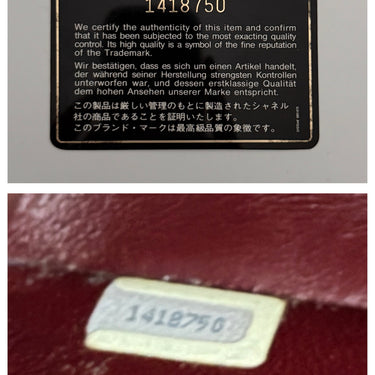 1418750
We certify the authenticity of this item and confirm
that it has been subjected to the most exacting quality
control. Its high quality is a symbol of the fine reputation
of the Trademark.
Wir bestätigen, dass es sich um einen Artikel handelt,
der während seiner Herstellung strengsten Kontrollen
unterworfen war, und dessen erstklassige Qualität
dem hohen Ansehen unserer Marke entspricht.
この製品は厳しい管理のもとに製造されたシャネル
社の商品であることを証明いたします。
このブランド・マークは最高級品の象徴です。
1418750